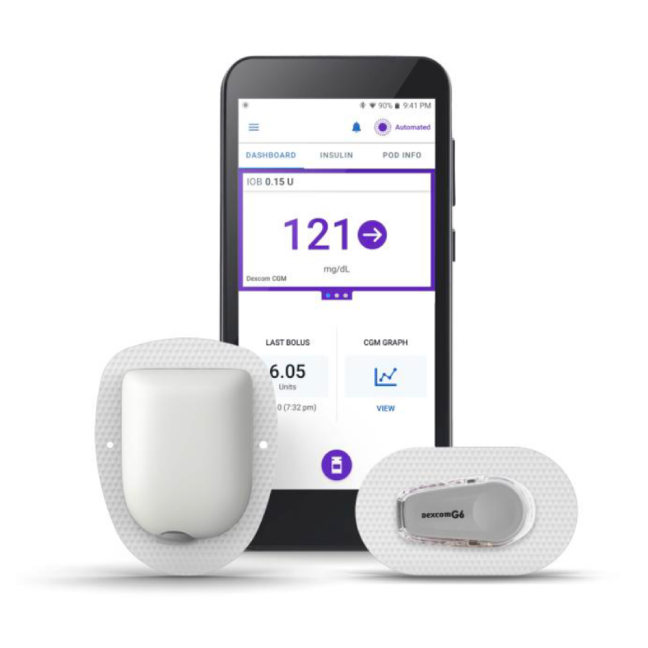 90% 9:41 PM
Automated
DASHBOARD INSULIN POD INFO
IOB 0.15 U
121
mg/dL
Dexcom CGM
LAST BOLUS CGM GRAPH
6.05
Units
0 (7:32 pm)
VIEW
Dexcom G6